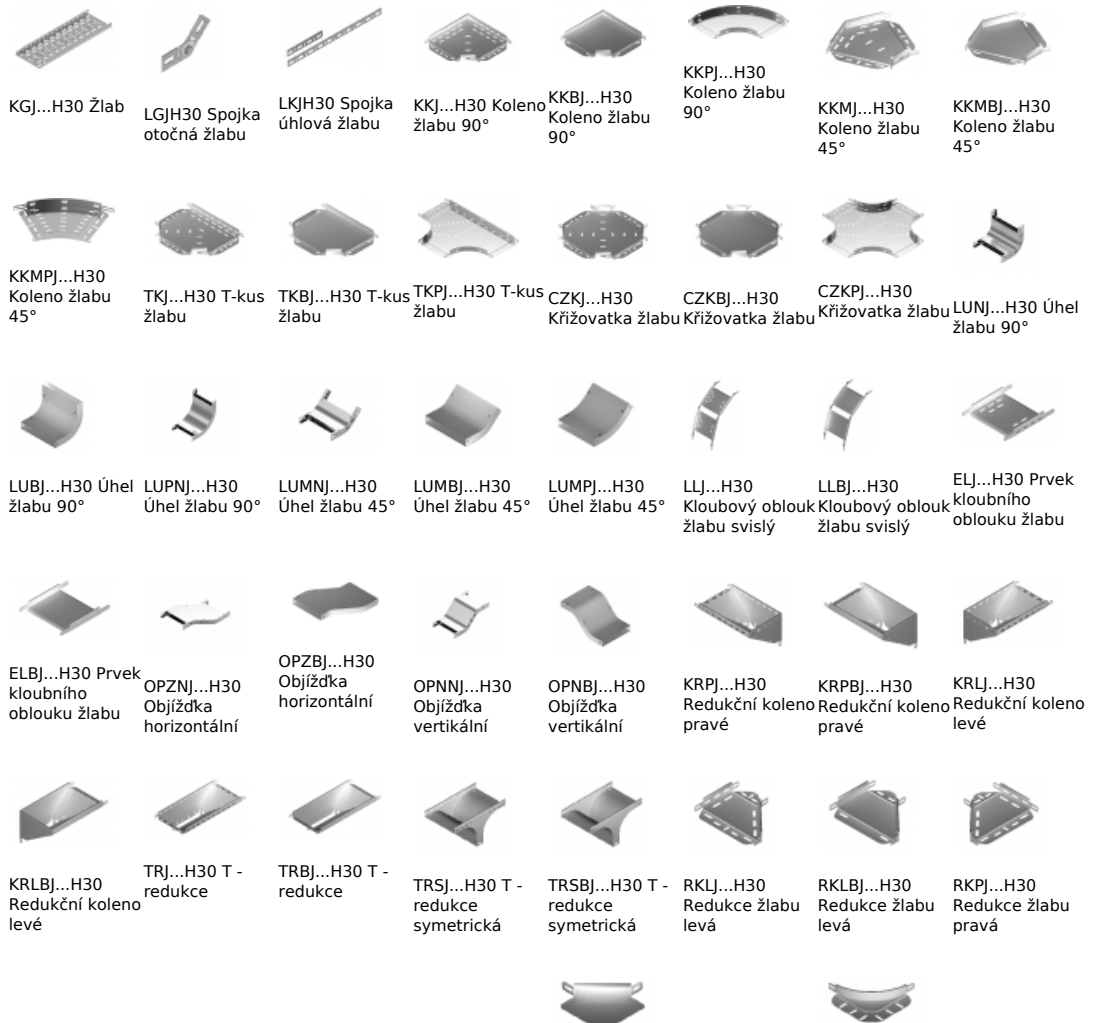 KGJ...H30 Žlab
LGJH30 Spojka
otočná žlabu
LKJH30 Spojka
úhlová žlabu
KKJ...H30 Koleno
žlabu 90°
KKBJ...H30
Koleno žlabu
90°
KKPJ...H30
Koleno žlabu
90°
KKMJ...H30
Koleno žlabu
45°
KKMBJ...H30
Koleno žlabu
45°
KKMPJ...H30
Koleno žlabu
45°
TKJ...H30 T-kus
žlabu
TKBJ...H30 T-kus
žlabu
TKPJ...H30 T-kus
žlabu
CZKJ...H30
Křižovatka žlabu
CZKBJ...H30
Křižovatka žlabu
CZKPJ...H30
Křižovatka žlabu
LUNJ...H30 Úhel
žlabu 90°
LUBJ...H30 Úhel
žlabu 90°
LUPNJ...H30
Úhel žlabu 90°
LUMNJ...H30
Úhel žlabu 45°
LUMBJ...H30
Úhel žlabu 45°
LUMPJ...H30
Úhel žlabu 45°
LLJ...H30
Kloubový oblouk
žlabu svislý
LLBJ...H30
Kloubový oblouk
žlabu svislý
ELJ...H30 Prvek
kloubního
oblouku žlabu
ELBJ...H30 Prvek
kloubního
oblouku žlabu
OPZNJ...H30
Objížďka
horizontální
OPZBJ...H30
Objížďka
horizontální
OPNNJ...H30
Objížďka
vertikální
OPNBJ...H30
Objížďka
vertikální
KRPJ...H30
Redukční koleno
pravé
KRPBJ...H30
Redukční koleno
pravé
KRLJ...H30
Redukční koleno
levé
KRLBJ...H30
Redukční koleno
levé
TRJ...H30 T -
redukce
TRBJ...H30 T -
redukce
TRSJ...H30 T -
redukce
symetrická
TRSBJ...H30 T -
redukce
symetrická
RKLJ...H30
Redukce žlabu
levá
RKLBJ...H30
Redukce žlabu
levá
RKPJ...H30
Redukce žlabu
pravá